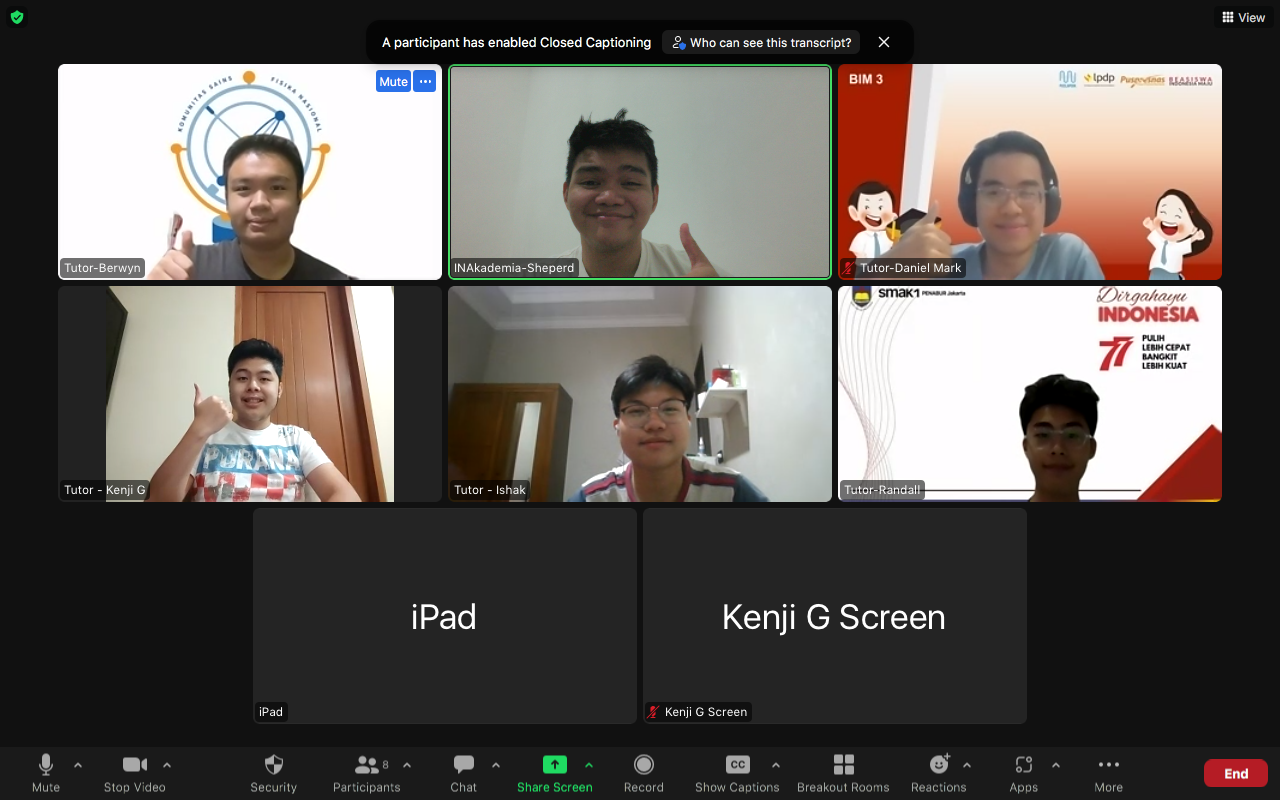 View
A participant has enabled Closed Captioning
Who can see this transcript?
Mute
KOMUNITAS SAINS FISIKA NASIONAL
Tutor-Berwyn
INAkademia-Sheperd
BIM 3
lpdp
Puspresnas
BEASISWA
INDONESIA MAJU
Tutor-Daniel Mark
PDRANA
Tutor - Kenji G
Tutor - Ishak
smak1 PENABUR Jakarta
Dirgahayu
INDONESIA
77
PULIH
LEBIH CEPAT
BANGKIT
LEBIH KUAT
Tutor-Randall
iPad
iPad
Kenji G Screen
Kenji G Screen
Mute
Stop Video
Security
8
Participants
Chat
Share Screen
Record
CC
Show Captions
Breakout Rooms
Reactions
Apps
More
End